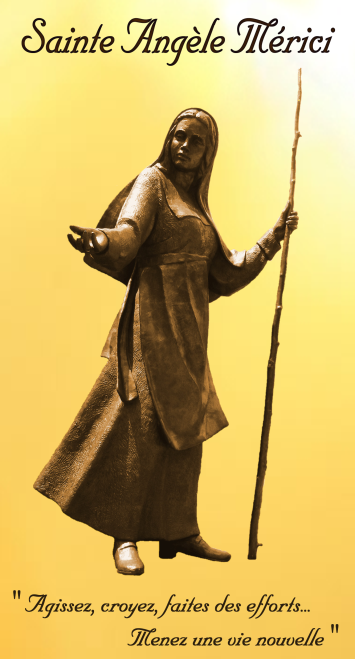 Sainte Angèle Mérici
" Agissez, croyez, faites des efforts...
Menez une vie nouvelle "